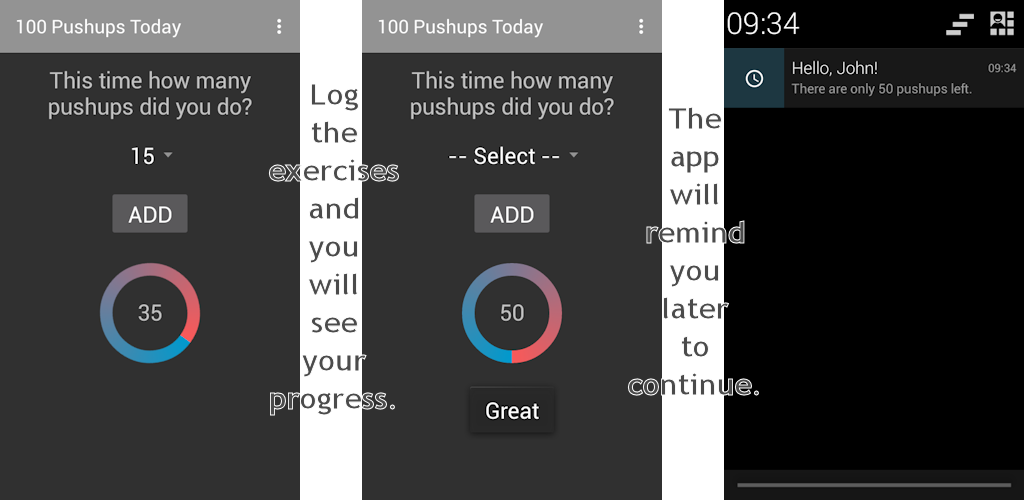 100 Pushups Today
This time how many
pushups did you do?
15
ADD
35
Log
the
exercises
and
you
will
see
your
progress.
100 Pushups Today
This time how many
pushups did you do?
-- Select --
ADD
50
Great
The
app
will
remind
you
later
to
continue.
09:34
Hello, John!
09:34
There are only 50 pushups left.